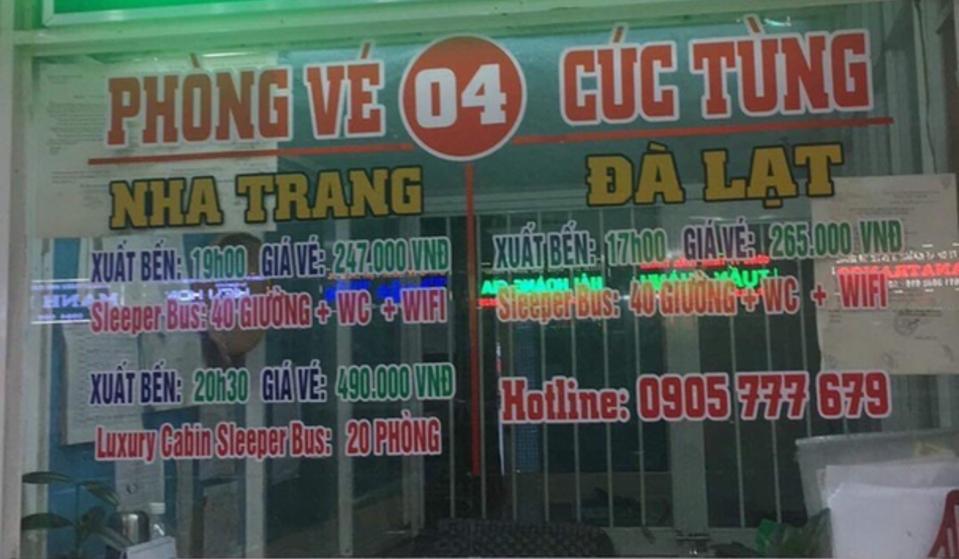 PHÒNG VÉ 04 CÚC TÙNG
NHA TRANG
XUẤT BẾN: 19h00 GIÁ VÉ: 247.000 VNĐ
Sleeper Bus: 40 GIƯỜNG + WC + WIFI
XUẤT BẾN: 20h30 GIÁ VÉ: 490.000 VNĐ
Luxury Cabin Sleeper Bus: 20 PHÒNG
ĐÀ LẠT
XUẤT BẾN: 17h00 GIÁ VÉ: 265.000 VNĐ
Sleeper Bus: 40 GIƯỜNG + WC + WIFI
Hotline: 0905 777 679